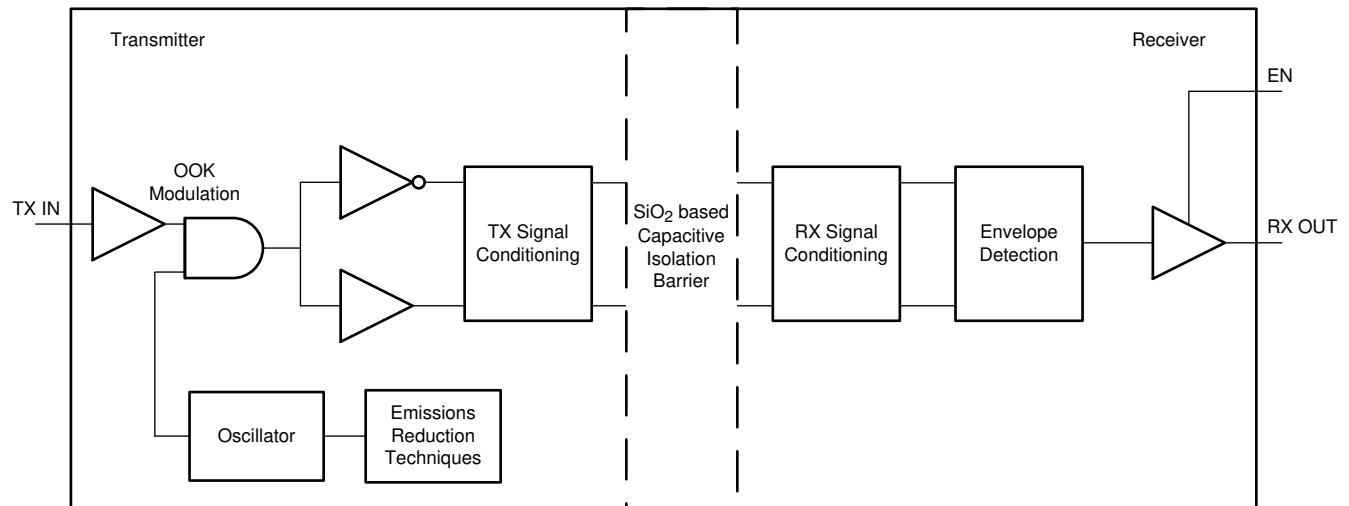 Transmitter
Receiver
EN
OOK
Modulation
TX IN
TX Signal
Conditioning
SiO2 based
Capacitive
Isolation
Barrier
RX Signal
Conditioning
Envelope
Detection
RX OUT
Oscillator
Emissions
Reduction
Techniques